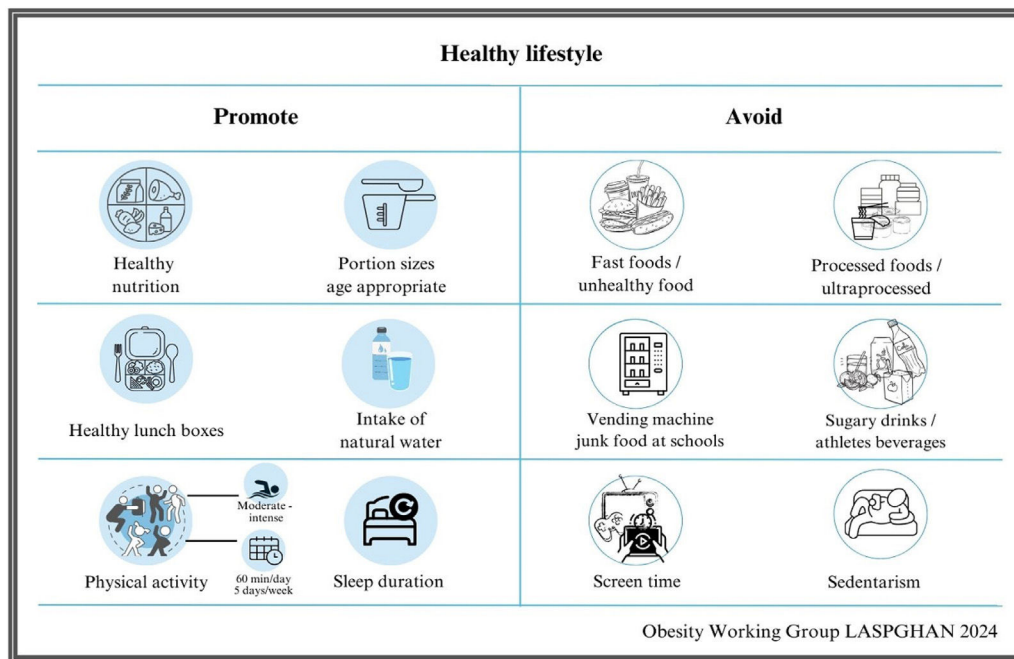 Healthy lifestyle
Promote
Avoid
Healthy
nutrition
Portion sizes
age appropriate
Fast foods /
unhealthy food
Processed foods /
ultraprocessed
Healthy lunch boxes
Intake of
natural water
Vending machine
junk food at schools
Sugary drinks /
athletes beverages
Physical activity
Moderate -
intense
60 min/day
5 days/week
Sleep duration
Screen time
Sedentarism
Obesity Working Group LASPGHAN 2024